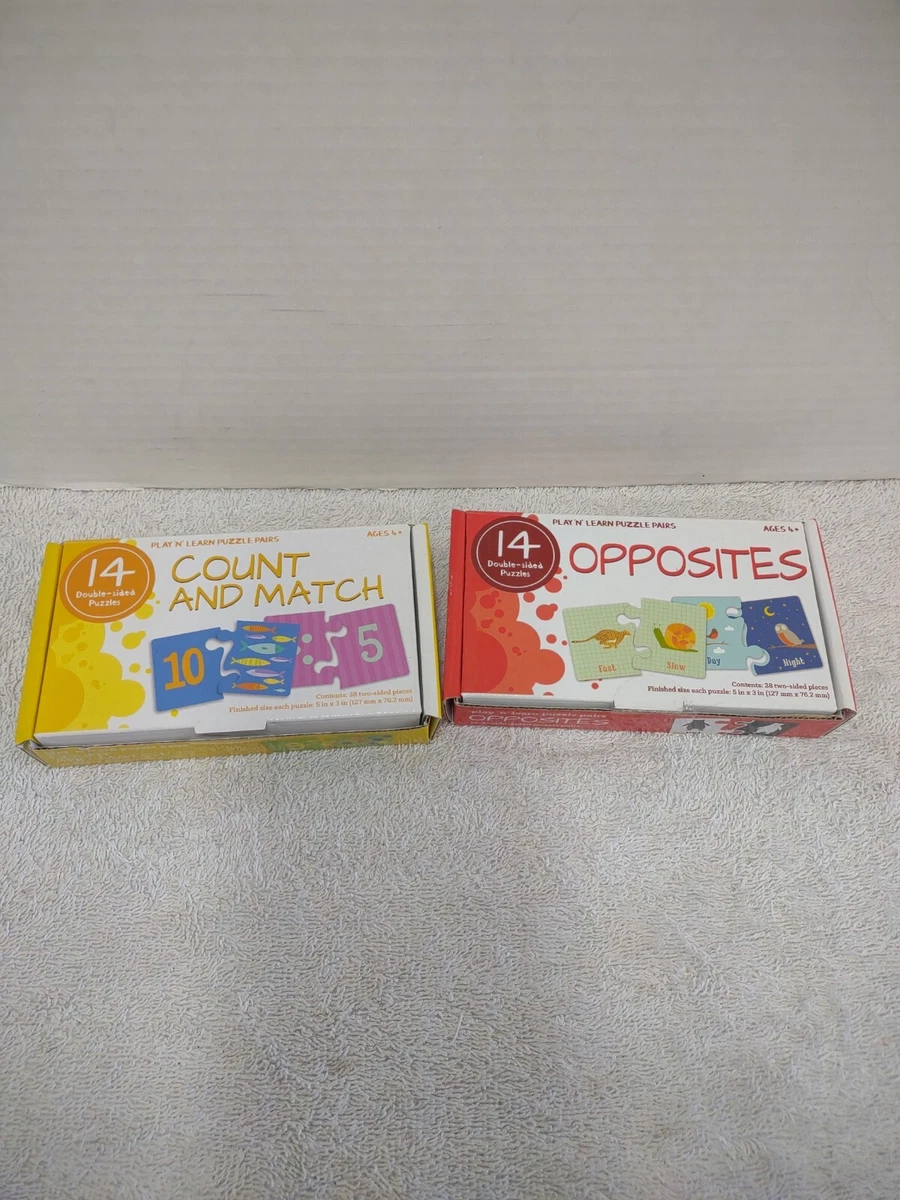 PLAY 'N' LEARN PUZZLE PAIRS
AGES 4+
14
Double-sided
Puzzles
COUNT
AND MATCH
10
5
Contents: 28 two-sided pieces
Finished size each puzzle: 5 in x 3 in (127 mm x 76.2 mm)
PLAY 'N' LEARN PUZZLE PAIRS
AGES 4+
14
Double-sided
Puzzles
OPPOSITES
Fast
Slow
Day
Night
Contents: 28 two-sided pieces
Finished size each puzzle: 5 in x 3 in (127 mm x 76.2 mm)
OPPOSITES